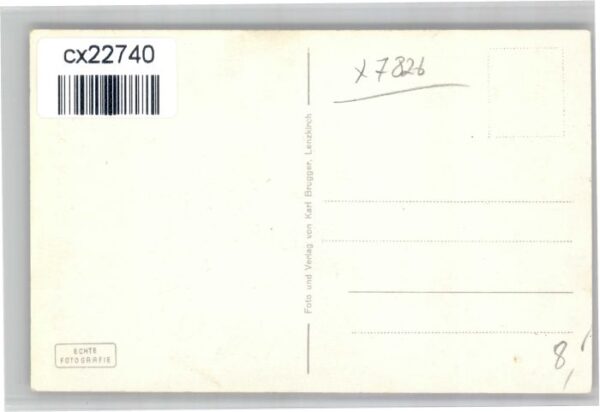 cx22740
x 7826
Foto und Verlag von Karl Brugger, Lenzkirch
ECHTE
FOTOGRAFIE
8,